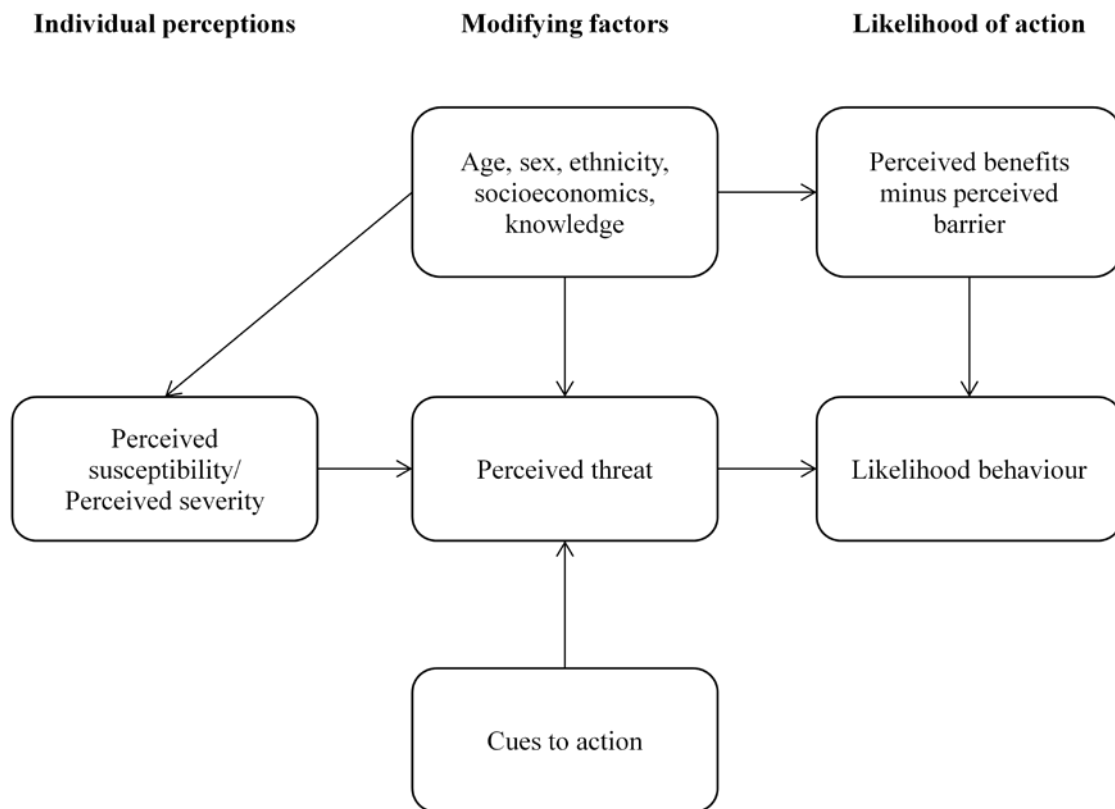 Individual perceptions
Modifying factors
Likelihood of action
Age, sex, ethnicity,
socioeconomics,
knowledge
Perceived benefits
minus perceived
barrier
Perceived
susceptibility/
Perceived severity
Perceived threat
Likelihood behaviour
Cues to action